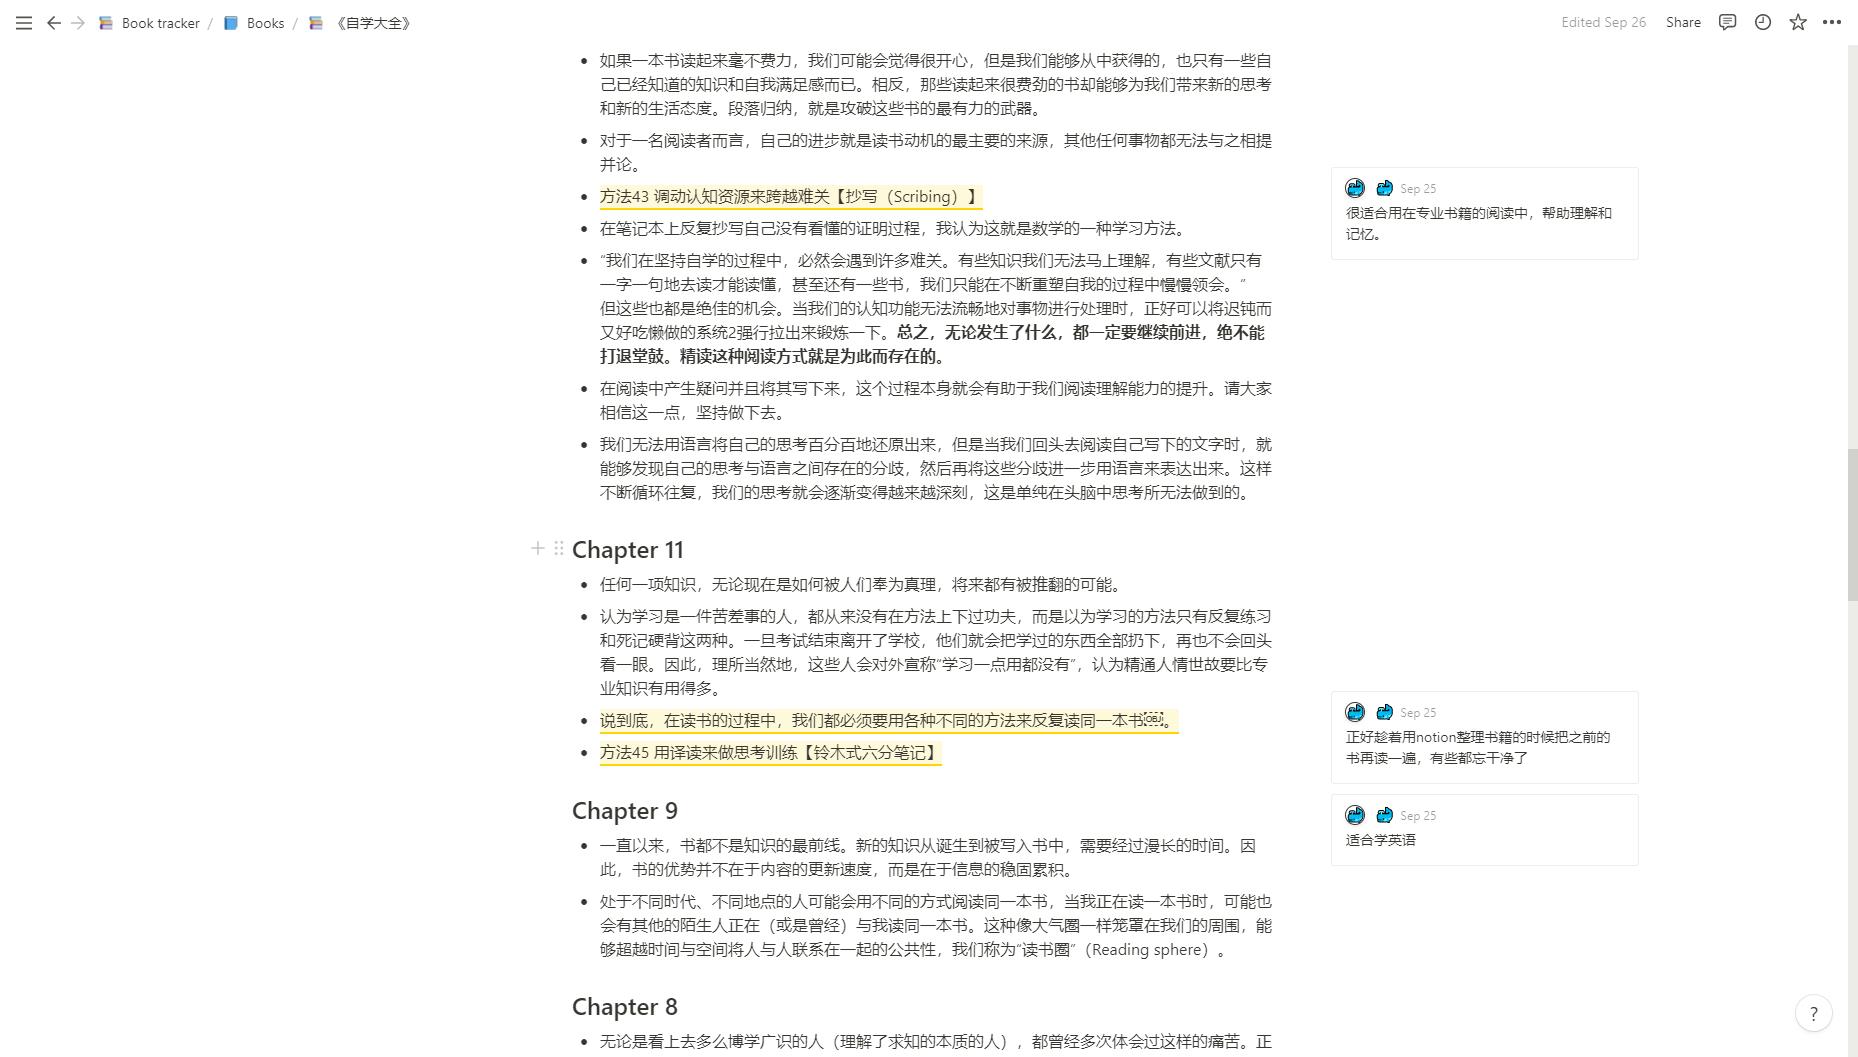 Book tracker / Books / 《自学大全》
Edited Sep 26 Share
如果一本书读起来毫不费力，我们可能会觉得很开心，但是我们能够从中获得的，也只有一些自
己已经知道的知识和自我满足感而已。相反，那些读起来很费劲的书却能够为我们带来新的思考
和新的生活态度。段落归纳，就是攻破这些书的最有力的武器。
对于一名阅读者而言，自己的进步就是读书动机的最主要的来源，其他任何事物都无法与之相提
并论。
方法43 调动认知资源来跨越难关【抄写（Scribing）】
在笔记本上反复抄写自己没有看懂的证明过程，我认为这就是数学的一种学习方法。
“我们在坚持自学的过程中，必然会遇到许多难关。有些知识我们无法马上理解，有些文献只有
一字一句地去读才能读懂，甚至还有一些书，我们只能在不断重塑自我的过程中慢慢领会。”
但这些也都是绝佳的机会。当我们的认知功能无法流畅地对事物进行处理时，正好可以将迟钝而
又好吃懒做的系统2强行拉出来锻炼一下。总之，无论发生了什么，都一定要继续前进，绝不能
打退堂鼓。精读这种阅读方式就是为此而存在的。
在阅读中产生疑问并且将其写下来，这个过程本身就会有助于我们阅读理解能力的提升。请大家
相信这一点，坚持做下去。
我们无法用语言将自己的思考百分百地还原出来，但是当我们回头去阅读自己写下的文字时，就
能够发现自己的思考与语言之间存在的分歧，然后再将这些分歧进一步用语言来表达出来。这样
不断循环往复，我们的思考就会逐渐变得越来越深刻，这是单纯在头脑中思考所无法做到的。
Chapter 11
任何一项知识，无论现在是如何被人们奉为真理，将来都有被推翻的可能。
认为学习是一件苦差事的人，都从来没有在方法上下过功夫，而是以为学习的方法只有反复练习
和死记硬背这两种。一旦考试结束离开了学校，他们就会把学过的东西全部扔下，再也不会回头
看一眼。因此，理所当然地，这些人会对外宣称“学习一点用都没有”，认为精通人情世故要比专
业知识有用得多。
说到底，在读书的过程中，我们都必须要用各种不同的方法来反复读同一本书￼。
方法45 用译读来做思考训练【铃木式六分笔记】
Chapter 9
一直以来，书都不是知识的最前线。新的知识从诞生到被写入书中，需要经过漫长的时间。因
此，书的优势并不在于内容的更新速度，而是在于信息的稳固累积。
处于不同时代、不同地点的人可能会用不同的方式阅读同一本书，当我正在读一本书时，可能也
会有其他的陌生人正在（或是曾经）与我读同一本书。这种像大气圈一样笼罩在我们的周围，能
够超越时间与空间将人与人联系在一起的公共性，我们称为“读书圈”（Reading sphere）。
Chapter 8
无论是看上去多么博学广识的人（理解了求知的本质的人），都曾经多次体会过这样的痛苦。正
Sep 25
很适合用在专业书籍的阅读中，帮助理解和
记忆。
Sep 25
正好趁着用notion整理书籍的时候把之前的
书再读一遍，有些都忘干净了
Sep 25
适合学英语
?